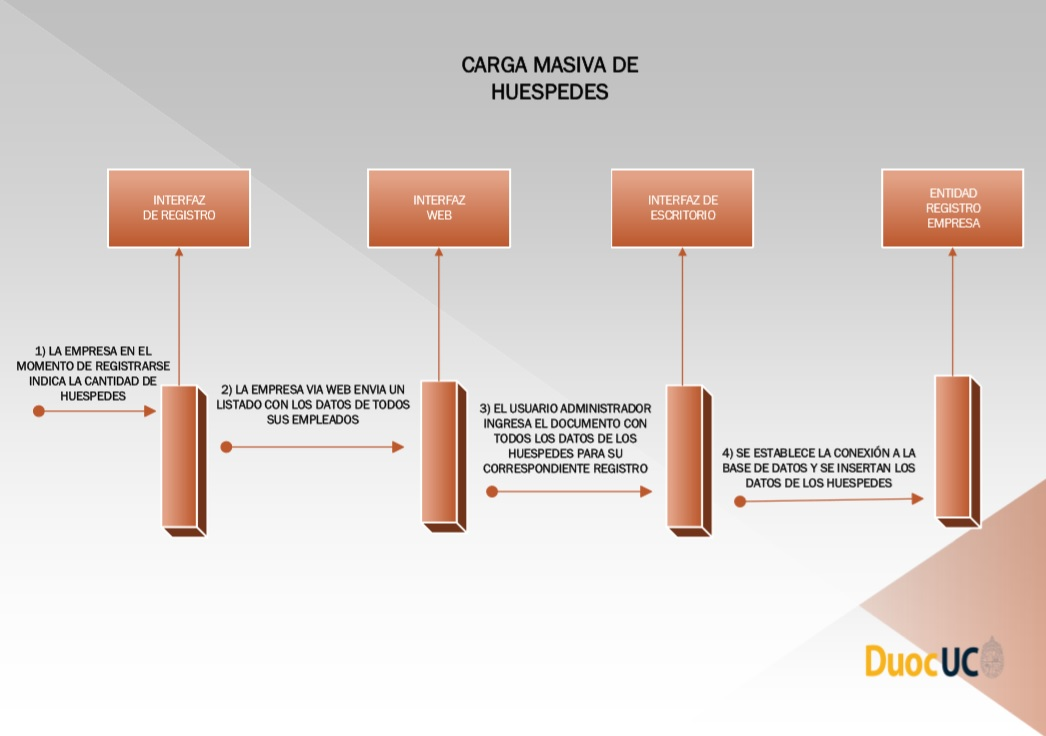 CARGA MASIVA DE
HUESPEDES
INTERFAZ
DE REGISTRO
INTERFAZ
WEB
INTERFAZ DE
ESCRITORIO
ENTIDAD
REGISTRO
EMPRESA
1) LA EMPRESA EN EL
MOMENTO DE REGISTRARSE
INDICA LA CANTIDAD DE
HUESPEDES
2) LA EMPRESA VIA WEB ENVIA UN
LISTADO CON LOS DATOS DE TODOS
SUS EMPLEADOS
3) EL USUARIO ADMINISTRADOR
INGRESA EL DOCUMENTO CON
TODOS LOS DATOS DE LOS
HUESPEDES PARA SU
CORRESPONDIENTE REGISTRO
4) SE ESTABLECE LA CONEXIÓN A LA
BASE DE DATOS Y SE INSERTAN LOS
DATOS DE LOS HUESPEDES
DuocUC